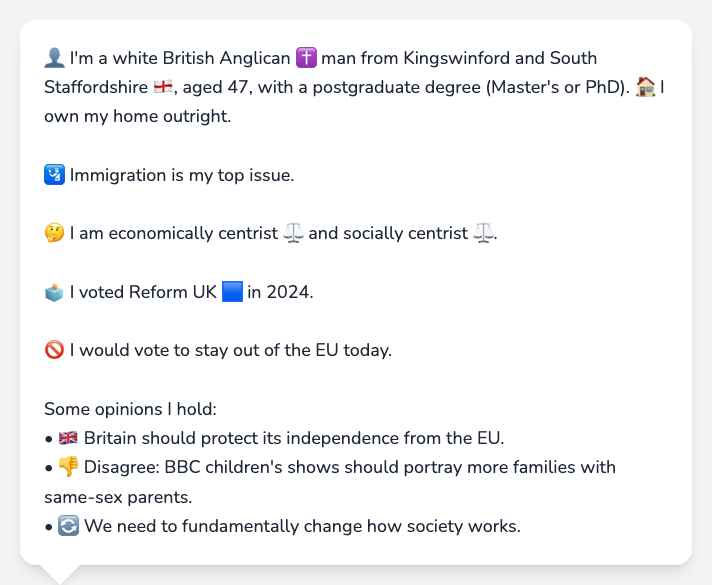 👤 I'm a white British Anglican ✝️ man from Kingswinford and South
Staffordshire 🏴󠁧󠁢󠁥󠁮󠁧󠁿, aged 47, with a postgraduate degree (Master's or PhD). 🏠 I
own my home outright.
🛂 Immigration is my top issue.
🤔 I am economically centrist ⚖️ and socially centrist ⚖️.
🗳️ I voted Reform UK 🟦 in 2024.
🚫 I would vote to stay out of the EU today.
Some opinions I hold:
• 🇬🇧 Britain should protect its independence from the EU.
• 👎 Disagree: BBC children's shows should portray more families with
same-sex parents.
• 🔄 We need to fundamentally change how society works.